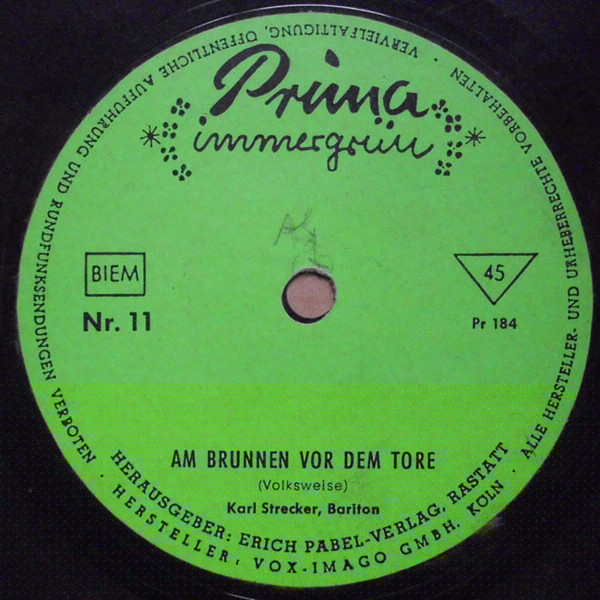 Prima
immergrün
BIEM
45
Nr. 11
Pr 184
AM BRUNNEN VOR DEM TORE
(Volksweise)
Karl Strecker, Bariton
HERAUSGEBER: ERICH PABEL-VERLAG, RASTATT
HERSTELLER: VOX-IMAGO GMBH. KÖLN
· ALLE HERSTELLER- UND URHEBERRECHTE VORBEHALTEN · VERVIELFÄLTIGUNG, ÖFFENTLICHE AUFFÜHRUNG UND RUNDFUNKSENDUNGEN VERBOTEN ·